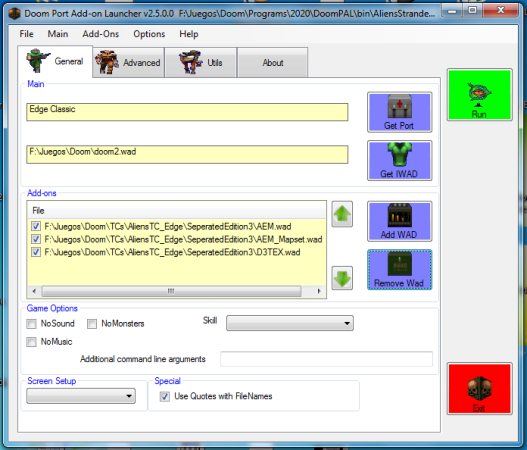 Doom Port Add-on Launcher v2.5.0.0 F:\Juegos\Doom\Programs\2020\DoomPAL\bin\AliensStrande...
File Main Add-Ons Options Help
General Advanced Utils About
Main
Edge Classic
Get Port
Run
F:\Juegos\Doom\doom2.wad
Get IWAD
Add-ons
File
F:\Juegos\Doom\TCs\AliensTC_Edge\SeperatedEdition3\AEM.wad
F:\Juegos\Doom\TCs\AliensTC_Edge\SeperatedEdition3\AEM_Mapset.wad
F:\Juegos\Doom\TCs\AliensTC_Edge\SeperatedEdition3\D3TEX.wad
Add WAD
Remove Wad
Game Options
NoSound NoMonsters Skill
NoMusic
Additional command line arguments
Screen Setup
Special
Use Quotes with FileNames
Exit